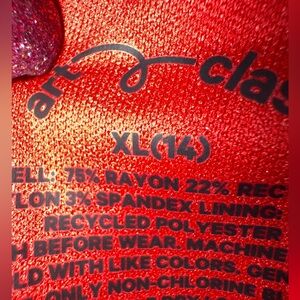 art clas
XL(14)
ELL: 75% RAYON 22% REC
LON 3% SPANDEX LINING:
RECYCLED POLYESTER
H BEFORE WEAR. MACHINE
LD WITH LIKE COLORS. GEN
ONLY NON-CHLORINE B